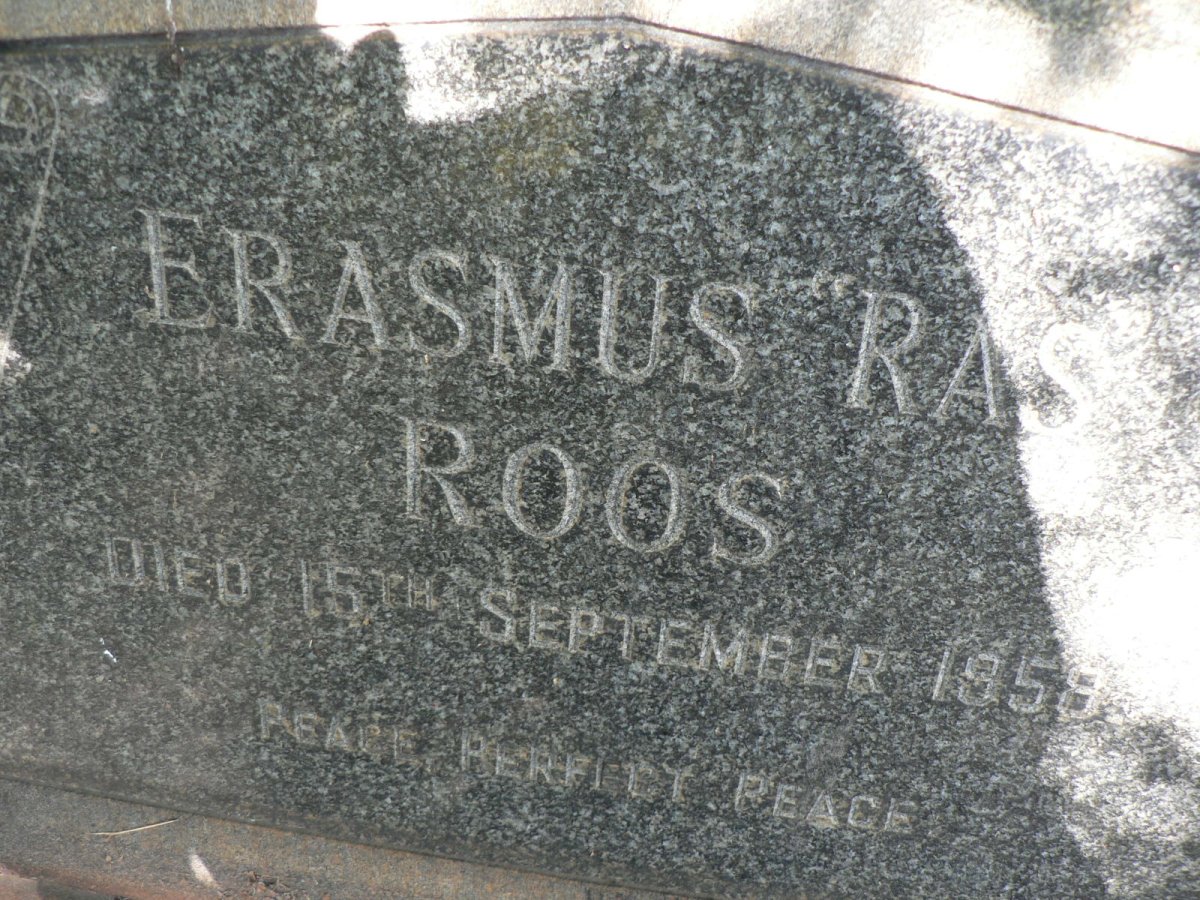 ERASMUS "RAS"
ROOS
DIED 15TH SEPTEMBER 1958
PEACE PERFECT PEACE